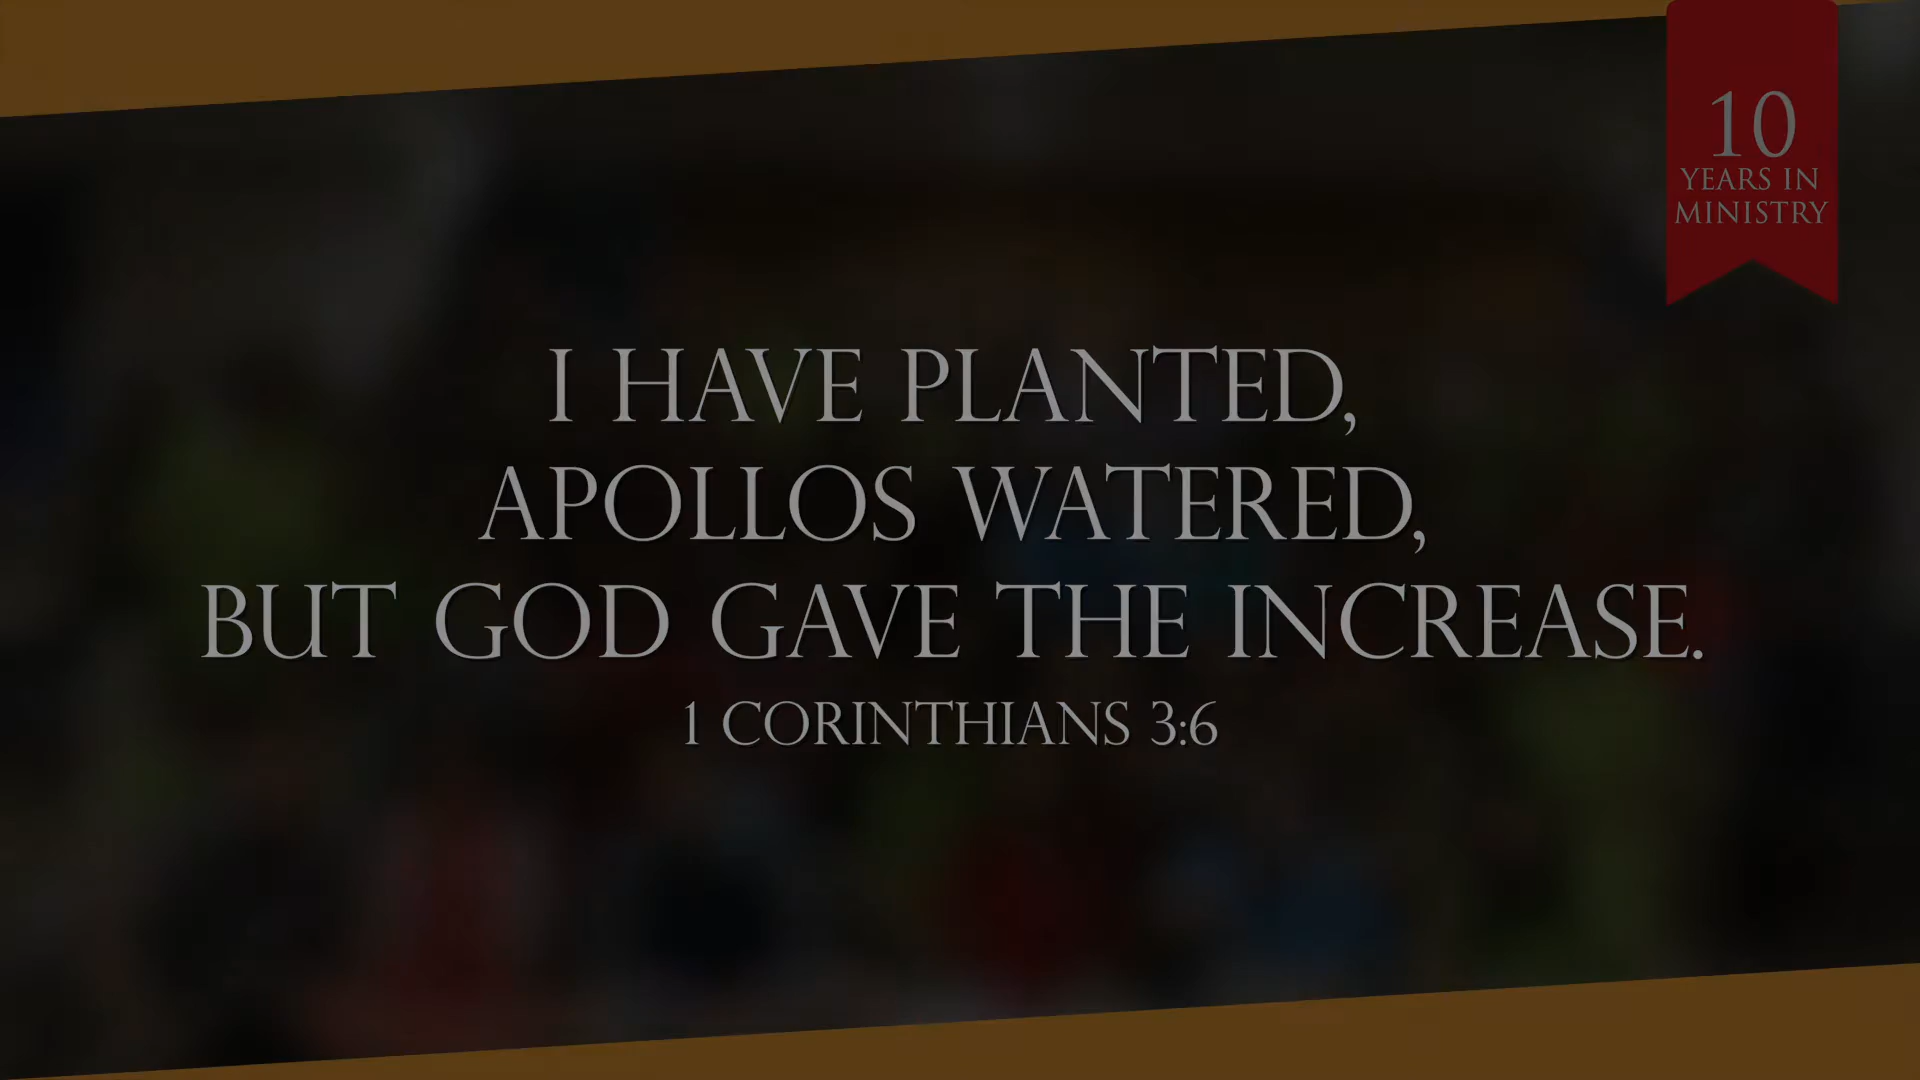 10
YEARS IN
MINISTRY
I HAVE PLANTED,
APOLLOS WATERED,
BUT GOD GAVE THE INCREASE.
1 CORINTHIANS 3:6